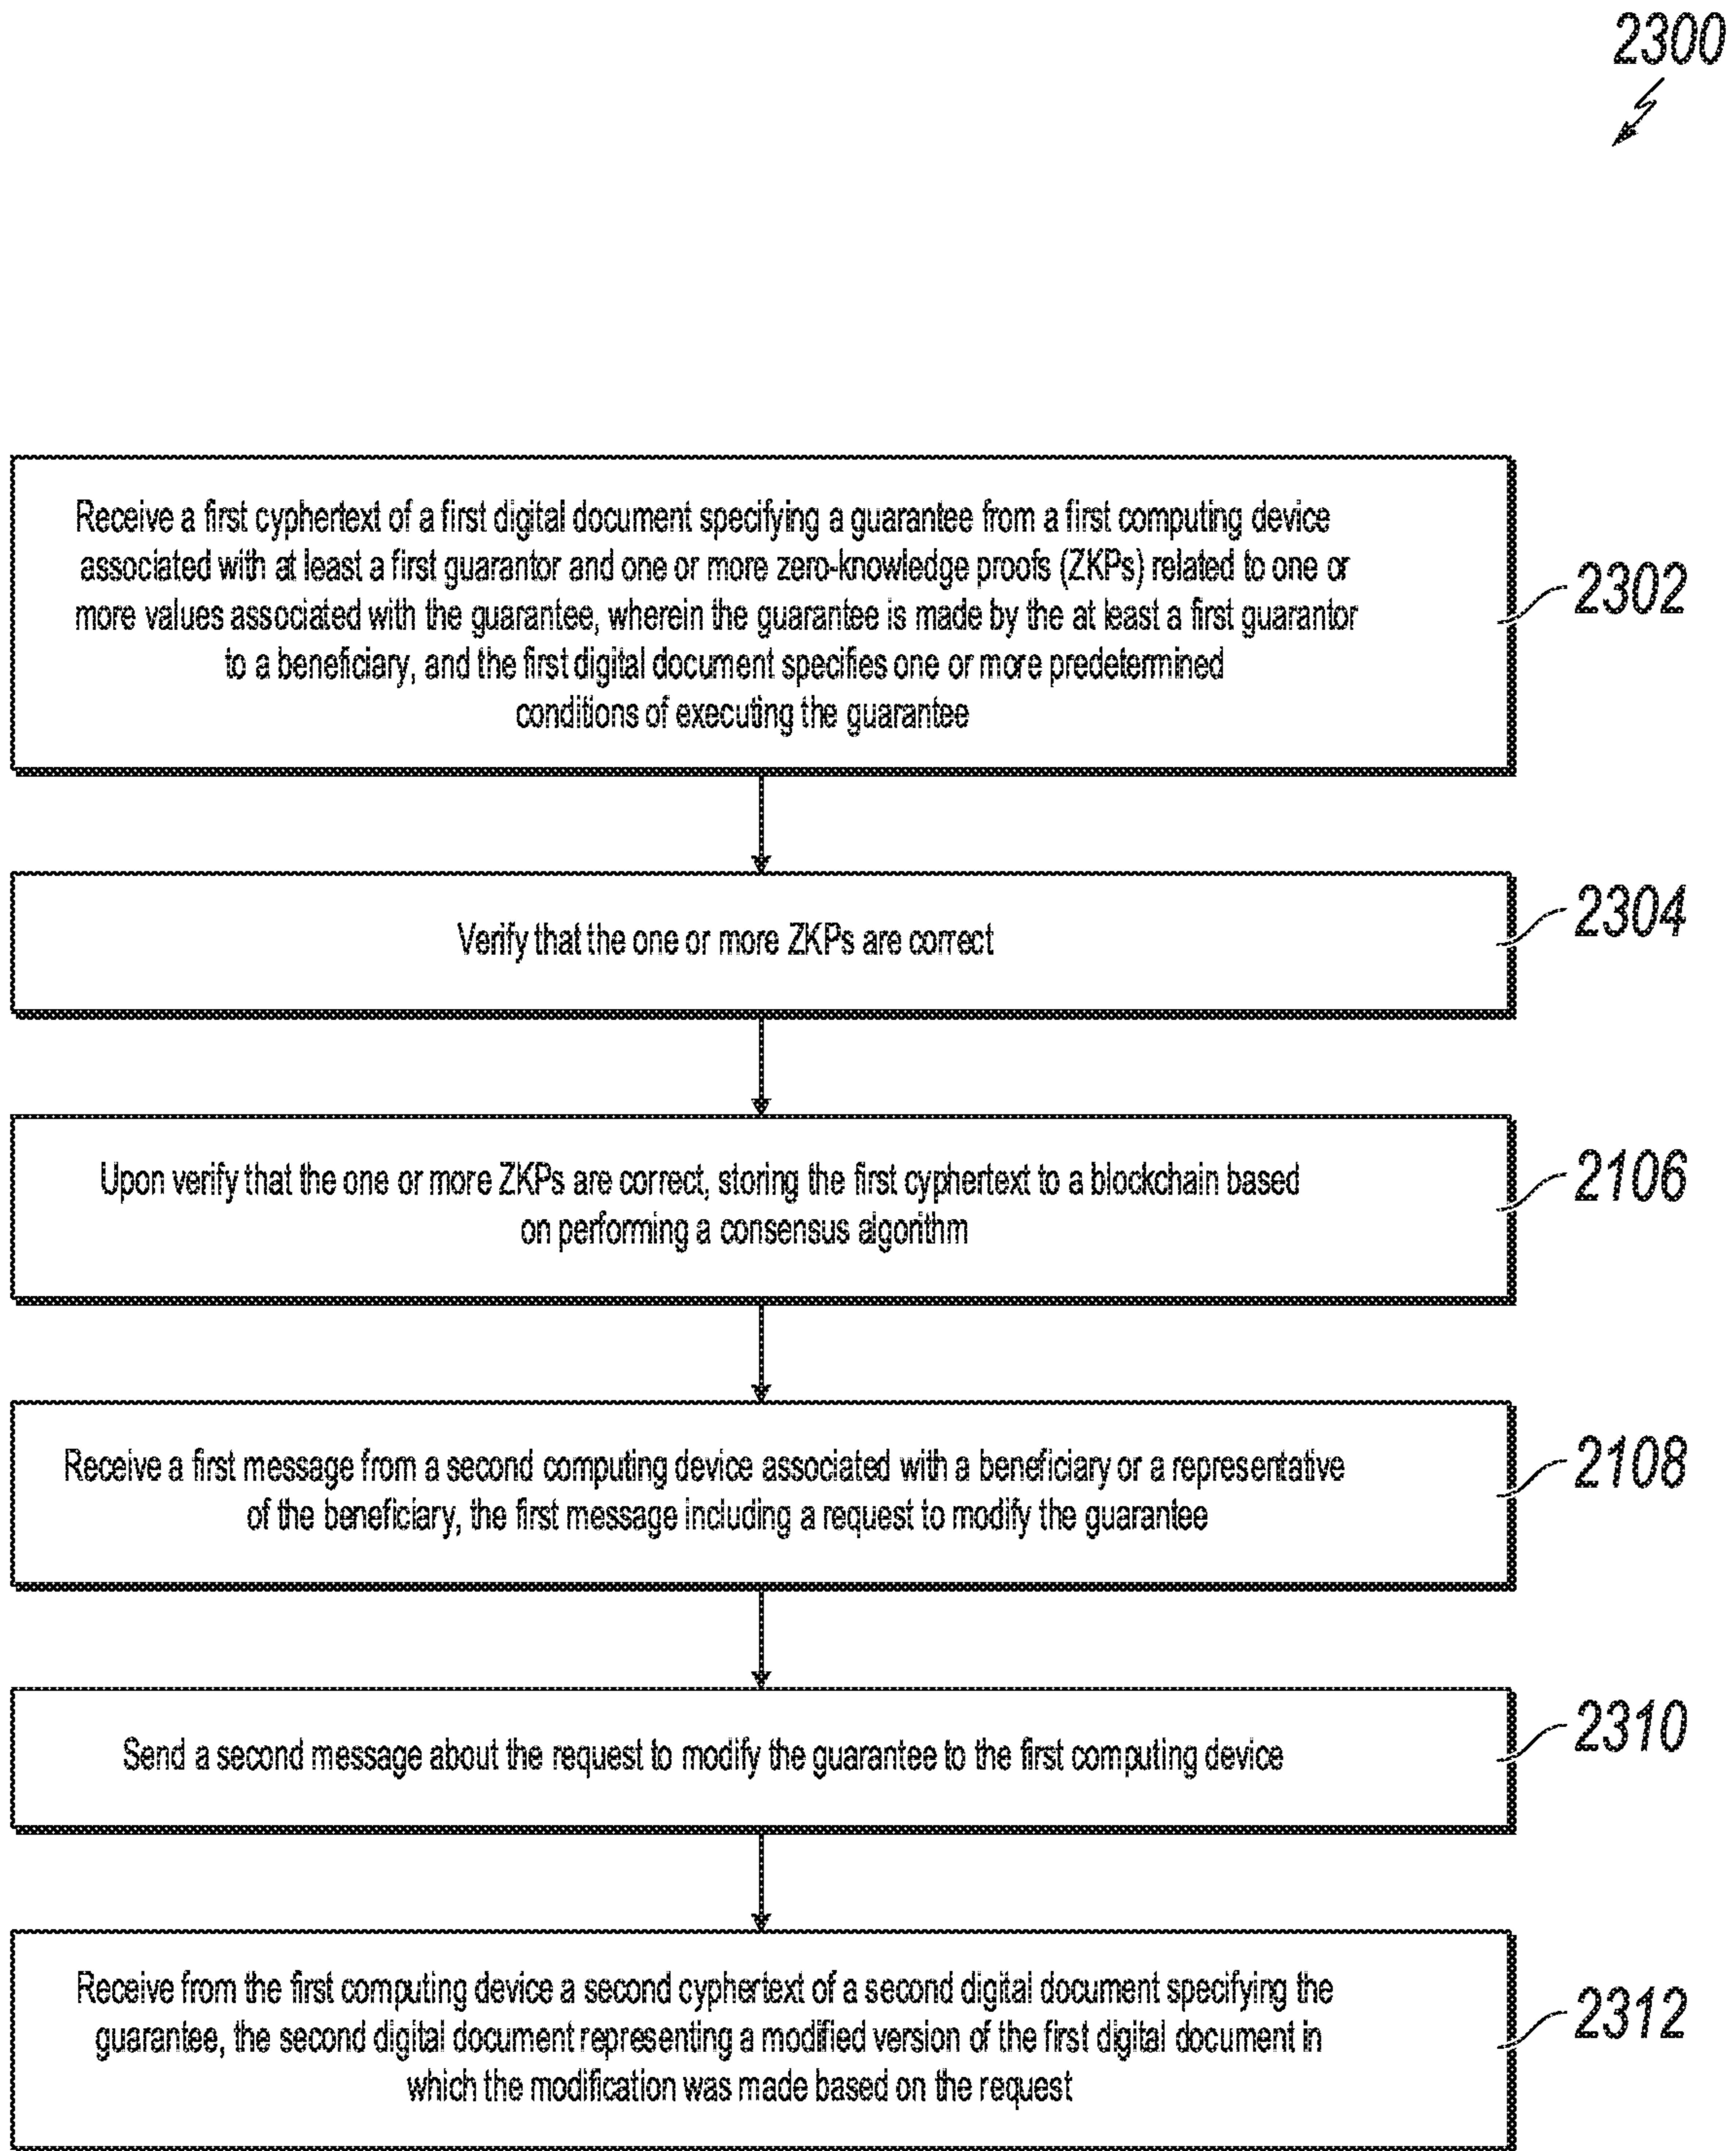 2300
Receive a first cyphertext of a first digital document specifying a guarantee from a first computing device
associated with at least a first guarantor and one or more zero-knowledge proofs (ZKPs) related to one or
more values associated with the guarantee, wherein the guarantee is made by the at least a first guarantor
to a beneficiary, and the first digital document specifies one or more predetermined
conditions of executing the guarantee
2302
Verify that the one or more ZKPs are correct
2304
Upon verify that the one or more ZKPs are correct, storing the first cyphertext to a blockchain based
on performing a consensus algorithm
2106
Receive a first message from a second computing device associated with a beneficiary or a representative
of the beneficiary, the first message including a request to modify the guarantee
2108
Send a second message about the request to modify the guarantee to the first computing device
2310
Receive from the first computing device a second cyphertext of a second digital document specifying the
guarantee, the second digital document representing a modified version of the first digital document in
which the modification was made based on the request
2312